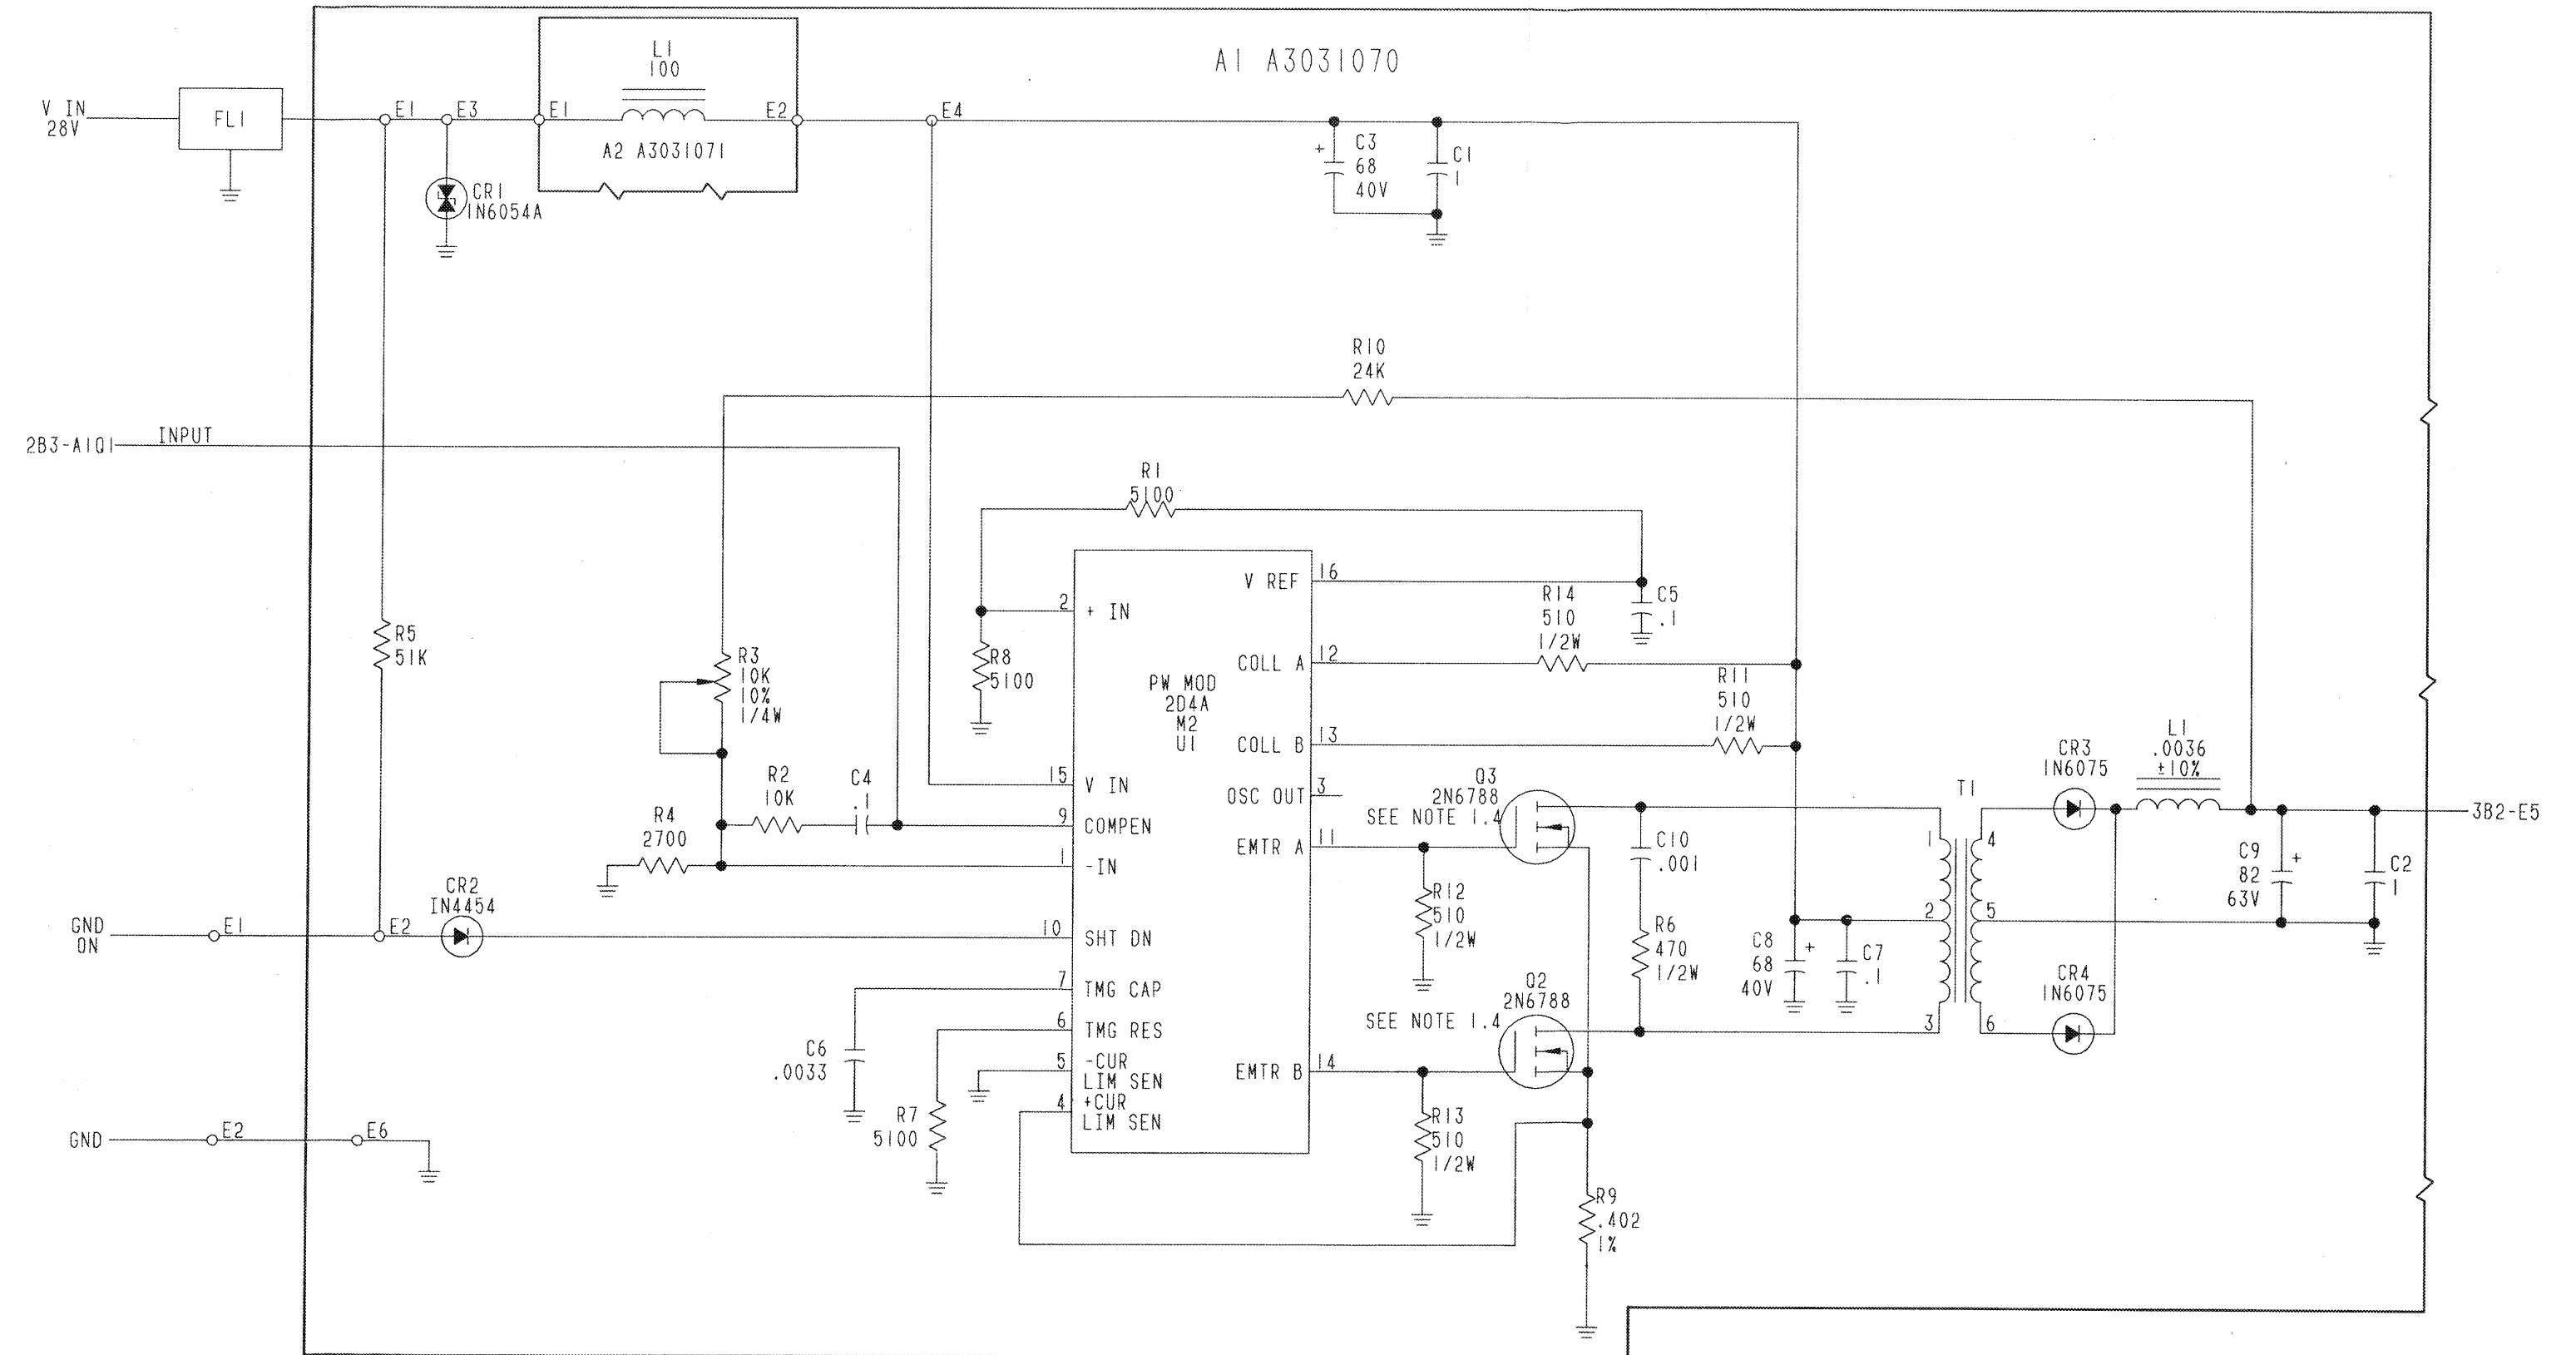 A1 A3031070
L1
100
V IN
28V
FL1
E1
E3
E1
E2
E4
A2 A3031071
CR1
1N6054A
+
C3
68
40V
C1
1
R10
24K
2B3-A1Q1
INPUT
R1
5100
R5
51K
R3
10K
10%
1/4W
R8
5100
2
+ IN
V REF
16
R14
510
1/2W
C5
.1
COLL A
12
R11
510
1/2W
PW MOD
2D4A
M2
U1
COLL B
13
15
V IN
OSC OUT
3
R2
10K
C4
.1
9
COMPEN
R4
2700
1
-IN
EMTR A
11
Q3
2N6788
SEE NOTE 1.4
C10
.001
R12
510
1/2W
R6
470
1/2W
GND
ON
E1
E2
CR2
1N4454
10
SHT DN
7
TMG CAP
6
TMG RES
C6
.0033
5
-CUR
LIM SEN
4
+CUR
LIM SEN
R7
5100
EMTR B
14
Q2
2N6788
SEE NOTE 1.4
R13
510
1/2W
R9
.402
1%
GND
E2
E6
C8
68
40V
+
C7
.1
T1
1
2
3
4
5
6
CR3
1N6075
CR4
1N6075
L1
.0036
±10%
C9
82
63V
+
C2
1
3B2-E5